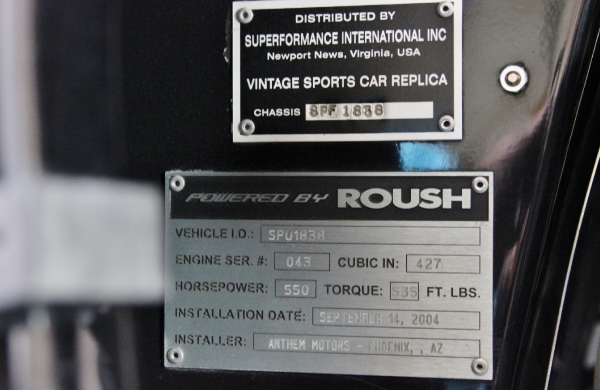 DISTRIBUTED BY
SUPERFORMANCE INTERNATIONAL INC
Newport News, Virginia, USA
VINTAGE SPORTS CAR REPLICA
CHASSIS SPF 1838
POWERED BY ROUSH
VEHICLE I.D.: SP01838
ENGINE SER. #: 043 CUBIC IN: 427
HORSEPOWER: 550 TORQUE: 535 FT. LBS.
INSTALLATION DATE: SEPTEMBER 14, 2004
INSTALLER: ANTHEM MOTORS - PHOENIX, , AZ